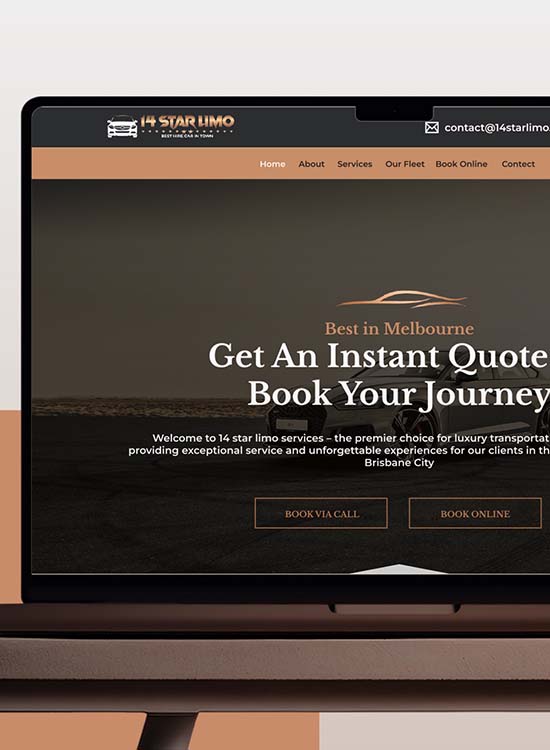 14 STAR LIMO
BEST HIRE CAR IN TOWN
contact@14starlimo.
Home About Services Our Fleet Book Online Contact
Best in Melbourne
Get An Instant Quote
Book Your Journey
Welcome to 14 star limo services – the premier choice for luxury transportat
providing exceptional service and unforgettable experiences for our clients in th
Brisbane City
BOOK VIA CALL BOOK ONLINE